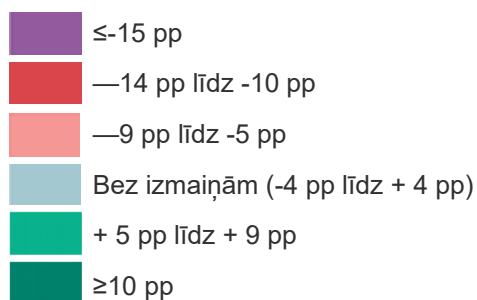 ≤-15 pp
—14 pp līdz -10 pp
—9 pp līdz -5 pp
Bez izmaiņām (-4 pp līdz + 4 pp)
+ 5 pp līdz + 9 pp
≥10 pp